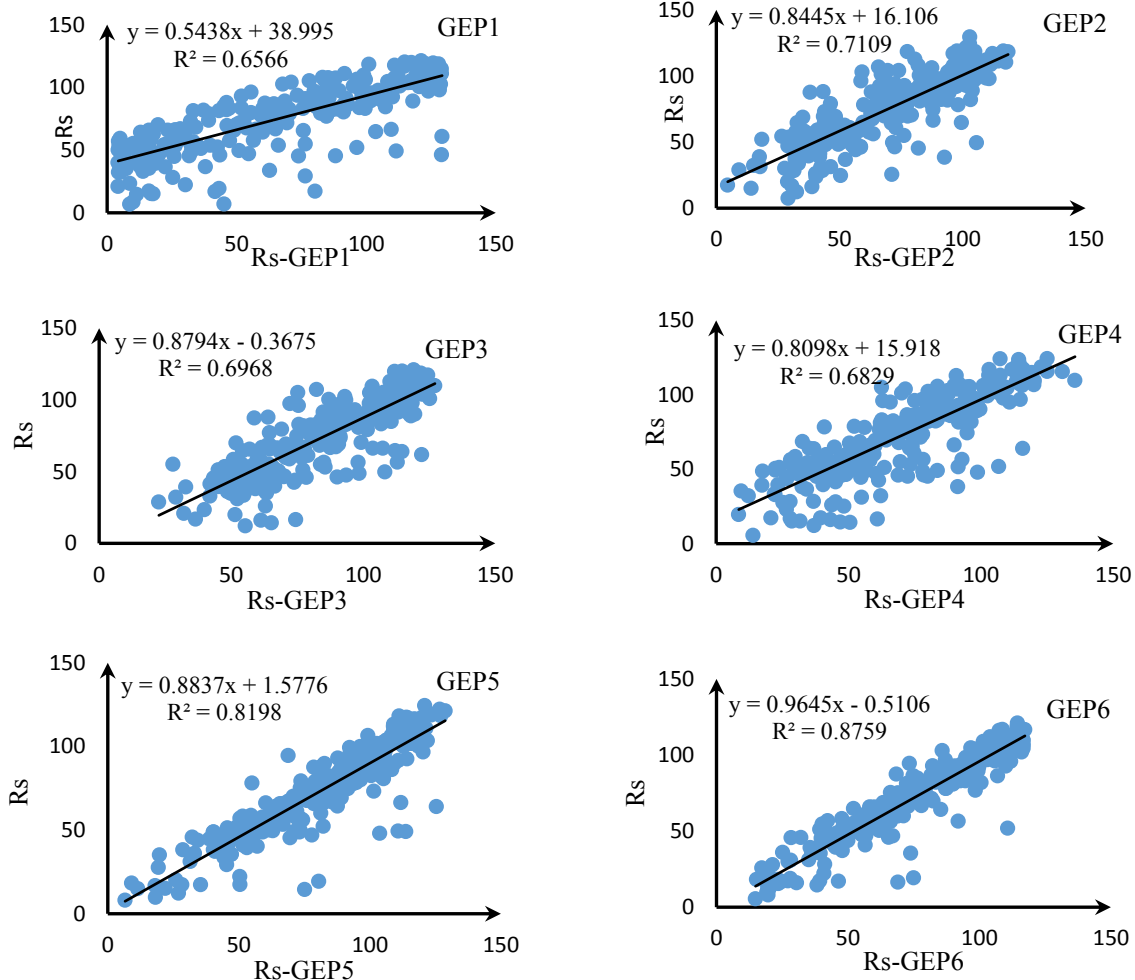 150
y = 0.5438x + 38.995
GEP1
R² = 0.6566
100
Rs
50
0
0
50
100
150
Rs-GEP1
150
y = 0.8445x + 16.106
GEP2
R² = 0.7109
100
Rs
50
0
0
50
100
150
Rs-GEP2
150
y = 0.8794x - 0.3675
GEP3
R² = 0.6968
100
Rs
50
0
0
50
100
150
Rs-GEP3
150
y = 0.8098x + 15.918
GEP4
R² = 0.6829
100
Rs
50
0
0
50
100
150
Rs-GEP4
150
y = 0.8837x + 1.5776
GEP5
R² = 0.8198
100
Rs
50
0
0
50
100
150
Rs-GEP5
150
y = 0.9645x - 0.5106
GEP6
R² = 0.8759
100
Rs
50
0
0
50
100
150
Rs-GEP6